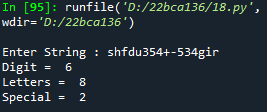 In [95]: runfile('D:/22bca136/18.py',
wdir='D:/22bca136')
Enter String : shfdu354+-534gir
Digit =  6
Letters =  8
Special =  2